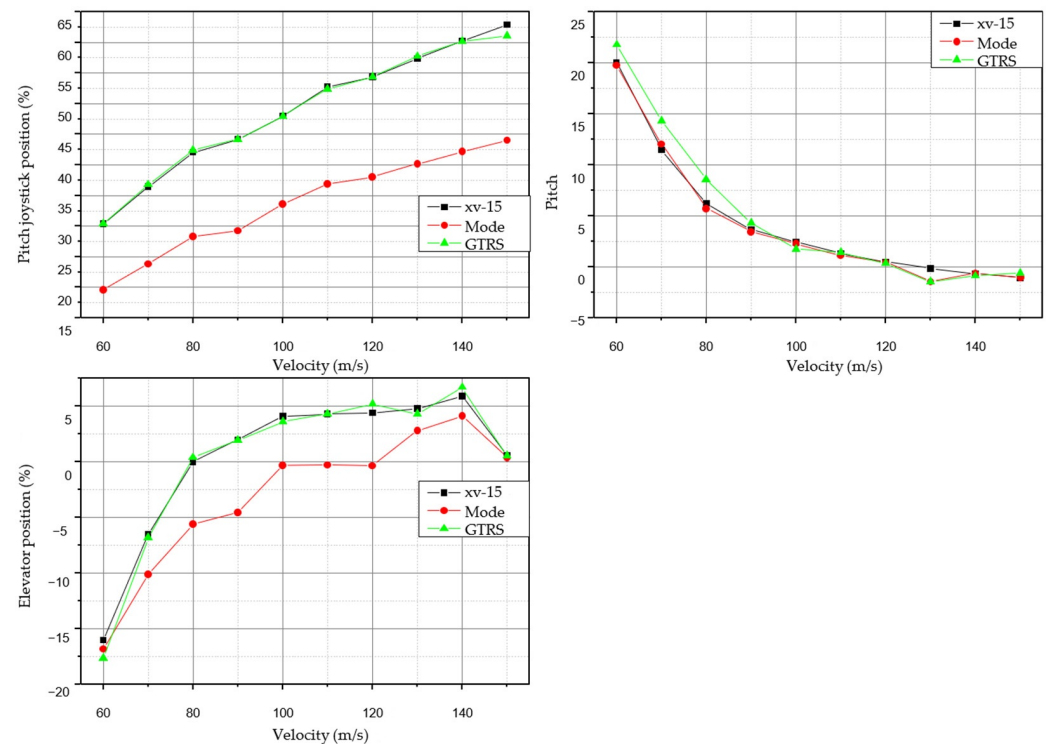 65
60
55
50
45
40
35
30
25
20
15
Pitch joystick position (%)
xv-15
Mode
GTRS
60 80 100 120 140
Velocity (m/s)
25
20
15
10
5
0
−5
Pitch
xv-15
Mode
GTRS
60 80 100 120 140
Velocity (m/s)
5
0
−5
−10
−15
−20
Elevator position (%)
xv-15
Mode
GTRS
60 80 100 120 140
Velocity (m/s)